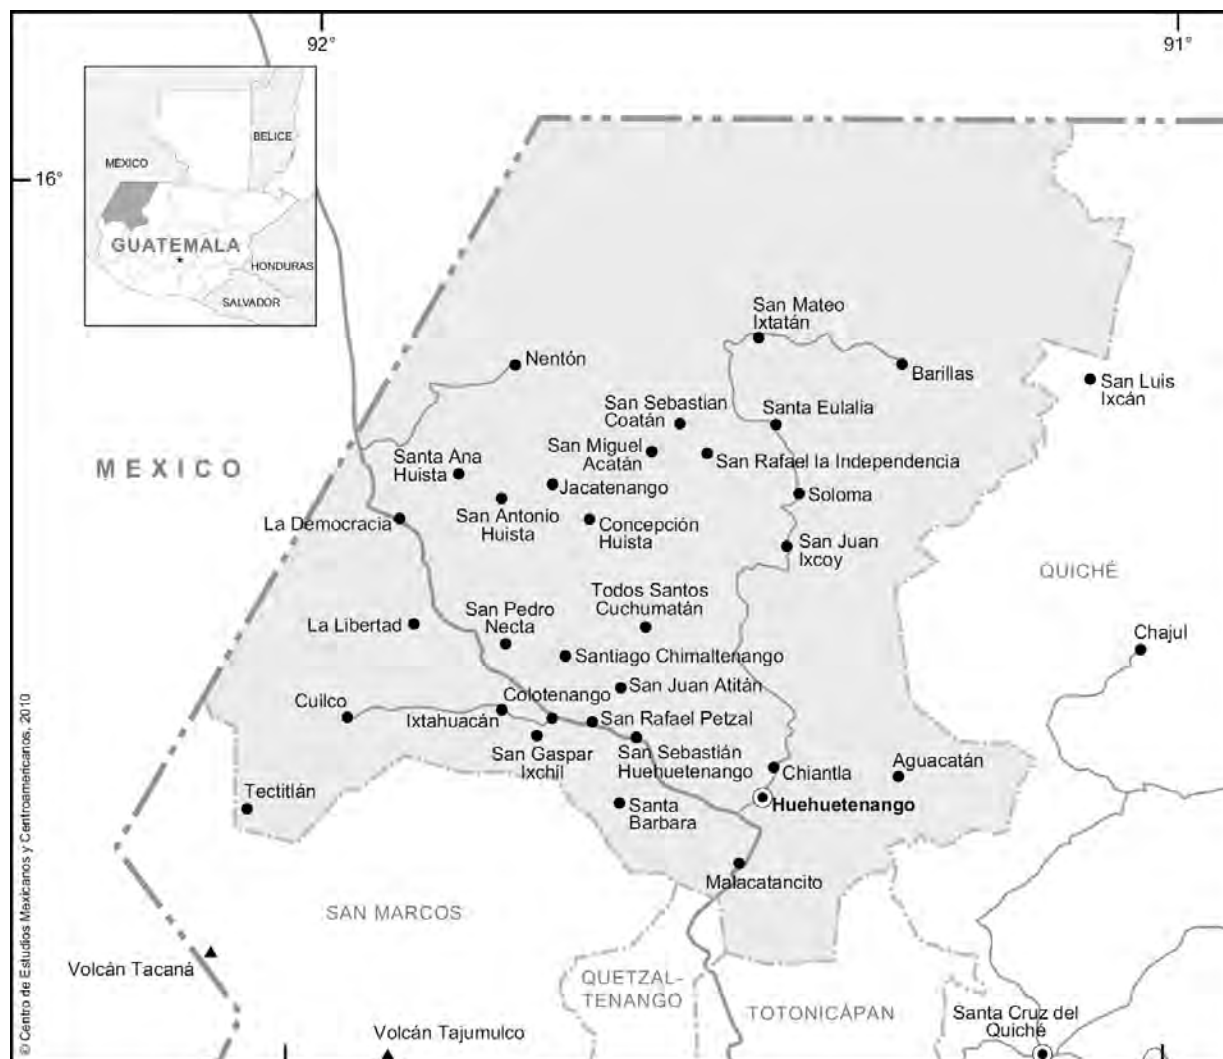 92°
91°
BELICE
MÉXICO
16°
GUATEMALA
HONDURAS
SALVADOR
San Mateo
Ixtatán
Nentón
Barillas
San Luis
Ixcán
San Sebastian
Coatán
Santa Eulalia
MEXICO
Santa Ana
Huista
San Miguel
Acatán
San Rafael la Independencia
Jacatenango
Soloma
La Democracia
San Antonio
Huista
Concepción
Huista
San Juan
Ixcoy
QUICHÉ
Todos Santos
Cuchumatán
La Libertad
San Pedro
Necta
Chajul
Santiago Chimaltenango
Cuilco
Colotenango
San Juan Atitán
Ixtahuacán
San Rafael Petzal
San Gaspar
Ixchil
San Sebastián
Huehuetenango
Chiantla
Aguacatán
Tectitlán
Santa
Barbara
Huehuetenango
Malacatancito
SAN MARCOS
Volcán Tacaná
QUETZAL-
TENANGO
TOTONICÁPAN
Santa Cruz del
Quiché
Volcán Tajumulco
© Centro de Estudios Mexicanos y Centroamericanos, 2010